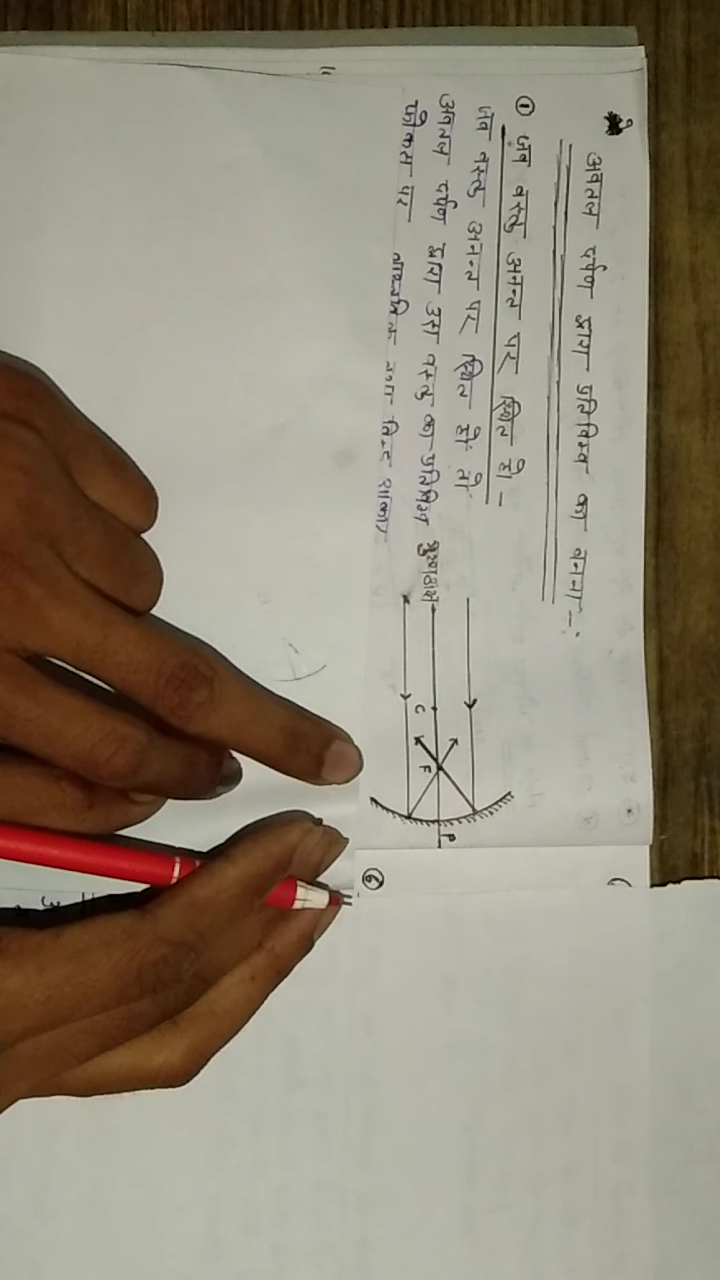 अवतल दर्पण द्वारा प्रतिबिम्ब का बनना -:
① जब वस्तु अनन्त पर स्थित हो -
जब वस्तु अनन्त पर स्थित हो तो
अवतल दर्पण द्वारा उस वस्तु का प्रतिबिम्ब मुख्य
फोकस पर
C F P
⑥